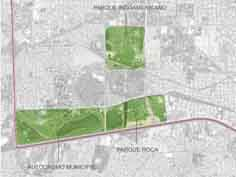 PARQUE INDOAMERICANO
PARQUE ROCA
AUTODROMO MUNICIPAL